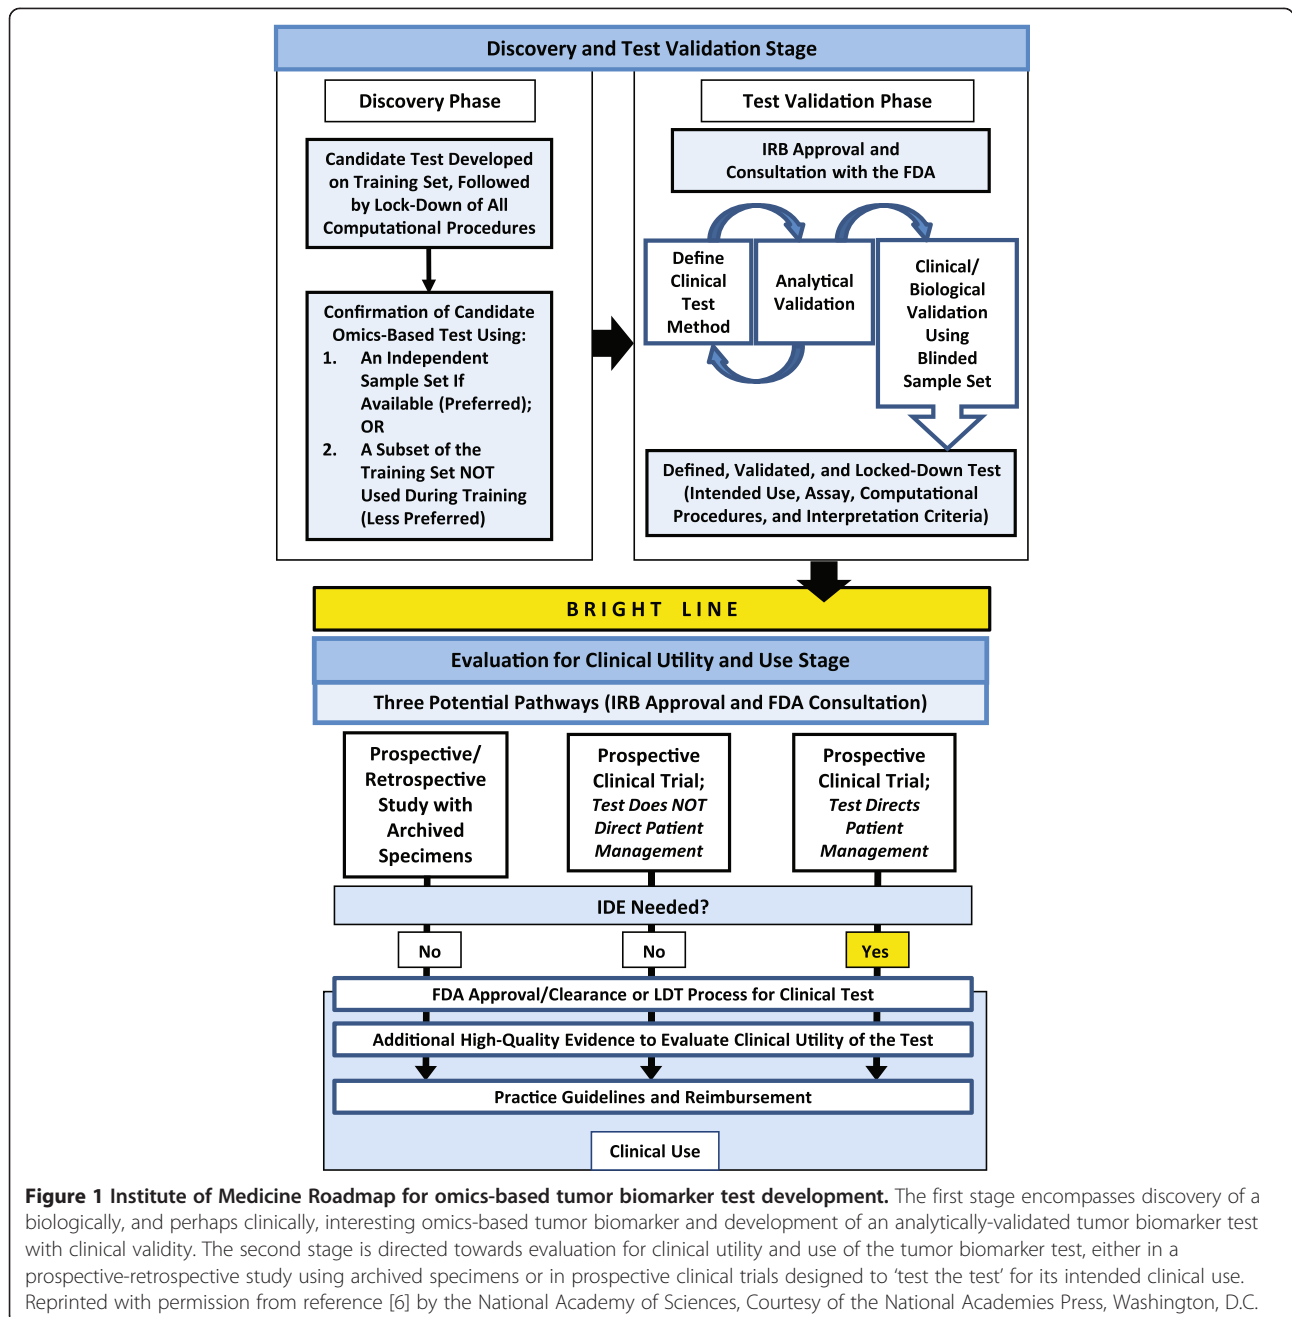 Discovery and Test Validation Stage
Discovery Phase
Candidate Test Developed
on Training Set, Followed
by Lock-Down of All
Computational Procedures
Confirmation of Candidate
Omics-Based Test Using:
1. An Independent
Sample Set If
Available (Preferred);
OR
2. A Subset of the
Training Set NOT
Used During Training
(Less Preferred)
Test Validation Phase
IRB Approval and
Consultation with the FDA
Define
Clinical
Test
Method
Analytical
Validation
Clinical/
Biological
Validation
Using
Blinded
Sample Set
Defined, Validated, and Locked-Down Test
(Intended Use, Assay, Computational
Procedures, and Interpretation Criteria)
BRIGHT LINE
Evaluation for Clinical Utility and Use Stage
Three Potential Pathways (IRB Approval and FDA Consultation)
Prospective/
Retrospective
Study with
Archived
Specimens
Prospective
Clinical Trial;
Test Does NOT
Direct Patient
Management
Prospective
Clinical Trial;
Test Directs
Patient
Management
IDE Needed?
No
No
Yes
FDA Approval/Clearance or LDT Process for Clinical Test
Additional High-Quality Evidence to Evaluate Clinical Utility of the Test
Practice Guidelines and Reimbursement
Clinical Use
Figure 1 Institute of Medicine Roadmap for omics-based tumor biomarker test development. The first stage encompasses discovery of a
biologically, and perhaps clinically, interesting omics-based tumor biomarker and development of an analytically-validated tumor biomarker test
with clinical validity. The second stage is directed towards evaluation for clinical utility and use of the tumor biomarker test, either in a
prospective-retrospective study using archived specimens or in prospective clinical trials designed to ‘test the test’ for its intended clinical use.
Reprinted with permission from reference [6] by the National Academy of Sciences, Courtesy of the National Academies Press, Washington, D.C.